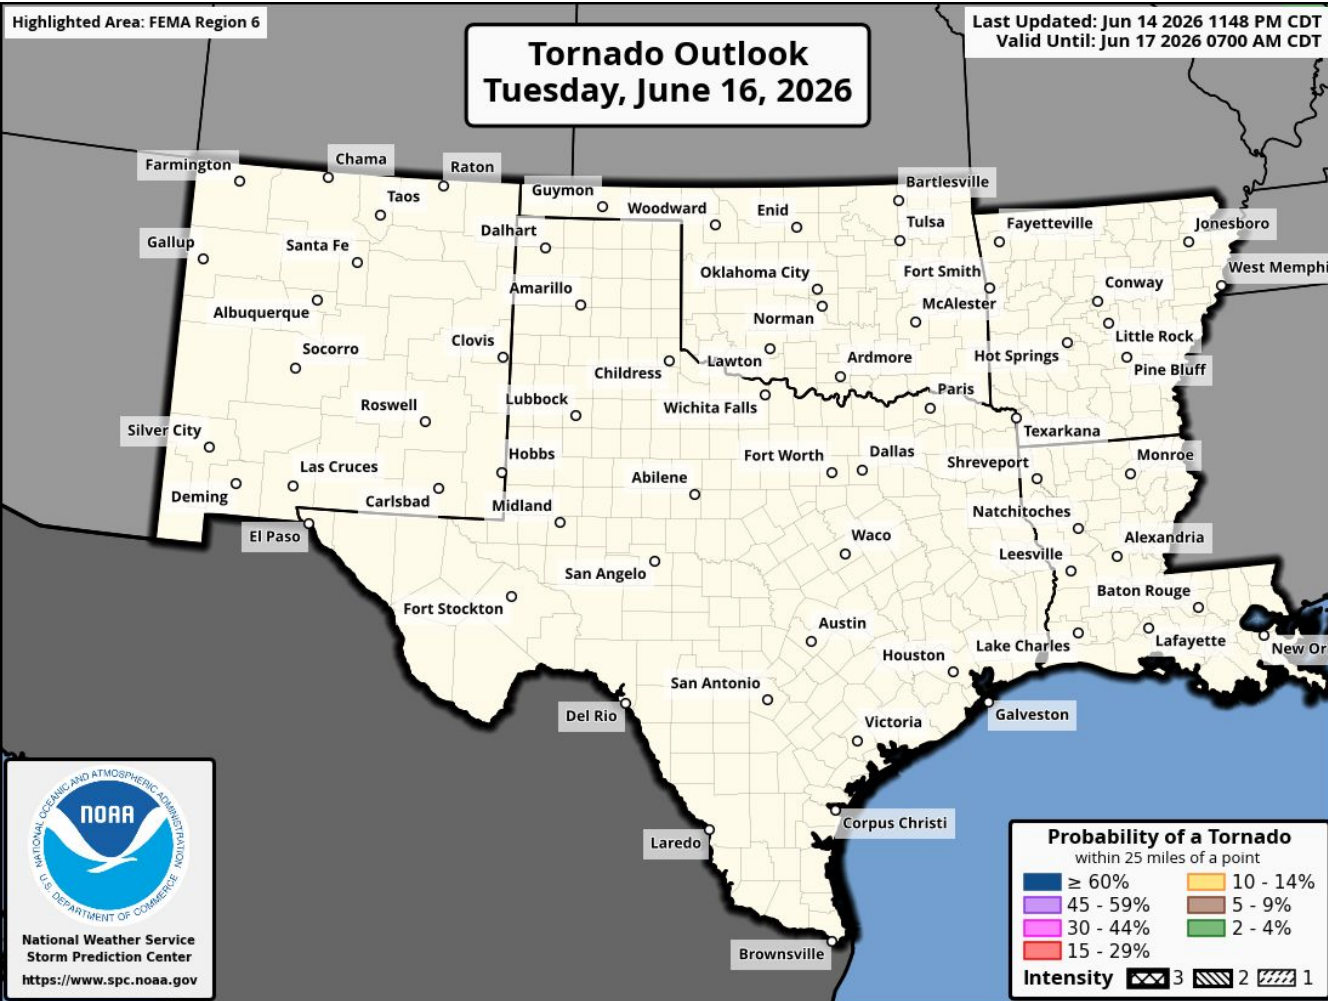 Highlighted Area: FEMA Region 6
Last Updated: Jun 14 2026 1148 PM CDT
Valid Until: Jun 17 2026 0700 AM CDT
Tornado Outlook
Tuesday, June 16, 2026
Farmington
Chama
Raton
Taos
Guymon
Woodward
Enid
Bartlesville
Tulsa
Fayetteville
Jonesboro
Gallup
Santa Fe
Dalhart
Oklahoma City
Fort Smith
West Memphi
Albuquerque
Amarillo
Norman
McAlester
Conway
Socorro
Clovis
Childress
Lawton
Ardmore
Hot Springs
Little Rock
Pine Bluff
Roswell
Lubbock
Wichita Falls
Paris
Texarkana
Silver City
Las Cruces
Hobbs
Abilene
Fort Worth
Dallas
Shreveport
Monroe
Deming
Carlsbad
Midland
Natchitoches
El Paso
San Angelo
Waco
Leesville
Alexandria
Fort Stockton
Baton Rouge
Austin
Houston
Lake Charles
Lafayette
New Or
San Antonio
Del Rio
Victoria
Galveston
Laredo
Corpus Christi
Brownsville
NATIONAL OCEANIC AND ATMOSPHERIC ADMINISTRATION
NOAA
U.S. DEPARTMENT OF COMMERCE
National Weather Service
Storm Prediction Center
https://www.spc.noaa.gov
Probability of a Tornado
within 25 miles of a point
≥ 60%
10 - 14%
45 - 59%
5 - 9%
30 - 44%
2 - 4%
15 - 29%
Intensity 3 2 1